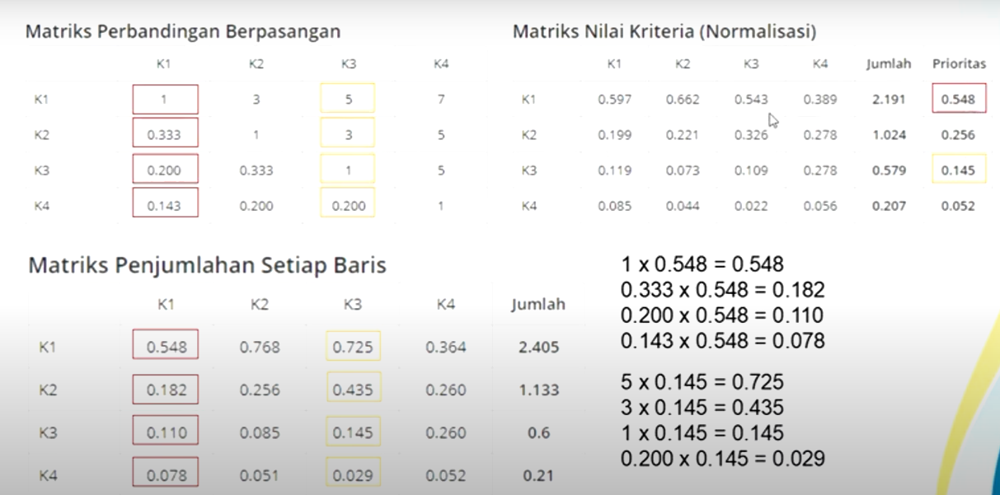 Matriks Perbandingan Berpasangan
K1 K2 K3 K4
K1 1 3 5 7
K2 0.333 1 3 5
K3 0.200 0.333 1 5
K4 0.143 0.200 0.200 1
Matriks Nilai Kriteria (Normalisasi)
K1 K2 K3 K4 Jumlah Prioritas
K1 0.597 0.662 0.543 0.389 2.191 0.548
K2 0.199 0.221 0.326 0.278 1.024 0.256
K3 0.119 0.073 0.109 0.278 0.579 0.145
K4 0.085 0.044 0.022 0.056 0.207 0.052
Matriks Penjumlahan Setiap Baris
K1 K2 K3 K4 Jumlah
K1 0.548 0.768 0.725 0.364 2.405
K2 0.182 0.256 0.435 0.260 1.133
K3 0.110 0.085 0.145 0.260 0.6
K4 0.078 0.051 0.029 0.052 0.21
1 x 0.548 = 0.548
0.333 x 0.548 = 0.182
0.200 x 0.548 = 0.110
0.143 x 0.548 = 0.078
5 x 0.145 = 0.725
3 x 0.145 = 0.435
1 x 0.145 = 0.145
0.200 x 0.145 = 0.029